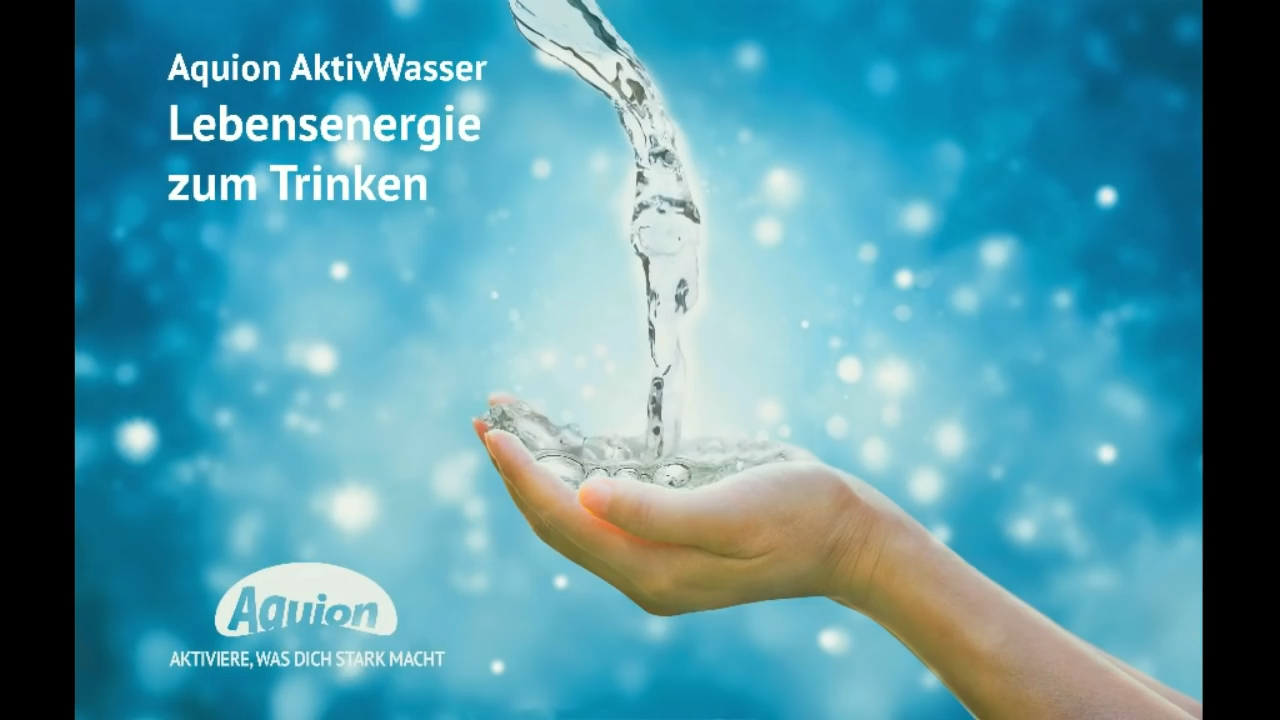 Aquion AktivWasser
Lebensenergie
zum Trinken
Aquion
AKTIVIERE, WAS DICH STARK MACHT